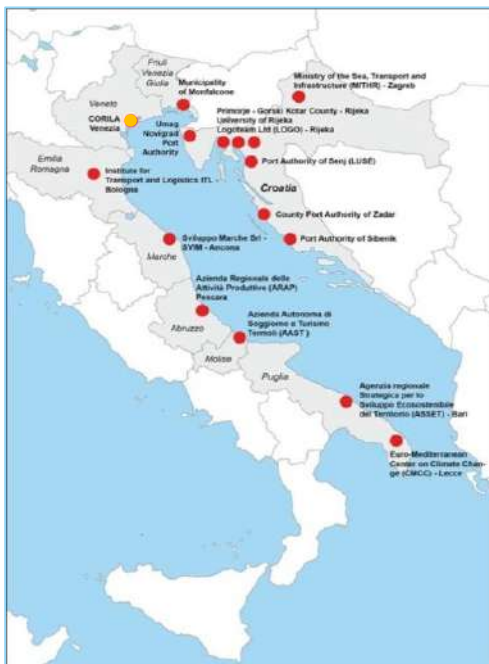 Friuli
Venezia
Giulia
Municipality
of Monfalcone
Ministry of the Sea, Transport and
Infrastructure (MITHR) - Zagreb
Veneto
CORILA
Venezia
Umag
Novigrad
Port
Authority
Primorje - Gorski Kotar County - Rijeka
University of Rijeka
Logoteam Ltd (LOGO) - Rijeka
Port Authority of Senj (LUSE)
Emilia
Romagna
Institute for
Transport and Logistics ITL -
Bologna
Croatia
County Port Authority of Zadar
Port Authority of Sibenik
Sviluppo Marche Srl -
SVIM - Ancona
Marche
Azienda Regionale delle
Attività Produttive (ARAP)
Pescara
Azienda Autonoma di
Soggiorno e Turismo
Termoli (AAST)
Abruzzo
Molise
Puglia
Agenzia regionale
Strategica per lo
Sviluppo Ecosostenibile
del Territorio (ASSET) - Bari
Euro-Mediterranean
Center on Climate Chan-
ge (CMCC) - Lecce